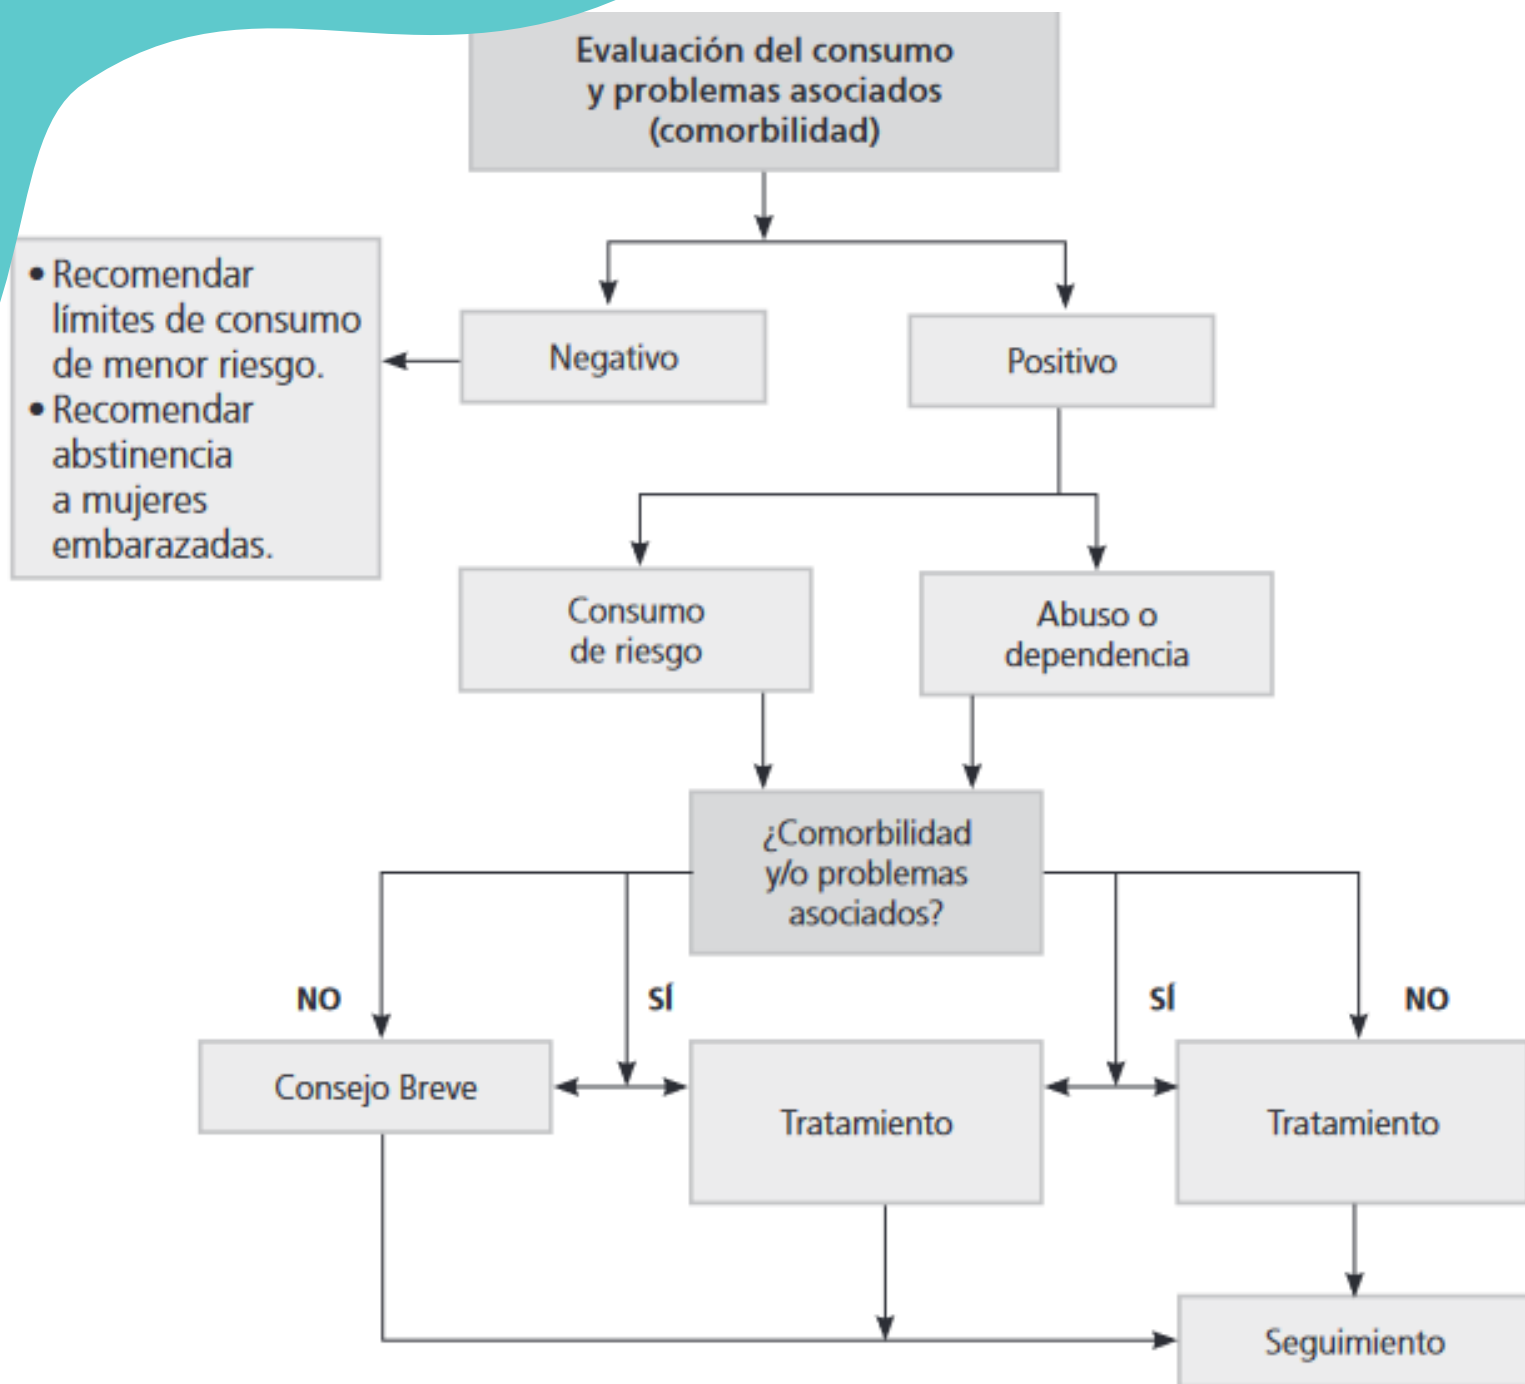 Evaluación del consumo
y problemas asociados
(comorbilidad)
• Recomendar
límites de consumo
de menor riesgo.
• Recomendar
abstinencia
a mujeres
embarazadas.
Negativo
Positivo
Consumo
de riesgo
Abuso o
dependencia
¿Comorbilidad
y/o problemas
asociados?
NO
SÍ
SÍ
NO
Consejo Breve
Tratamiento
Tratamiento
Seguimiento